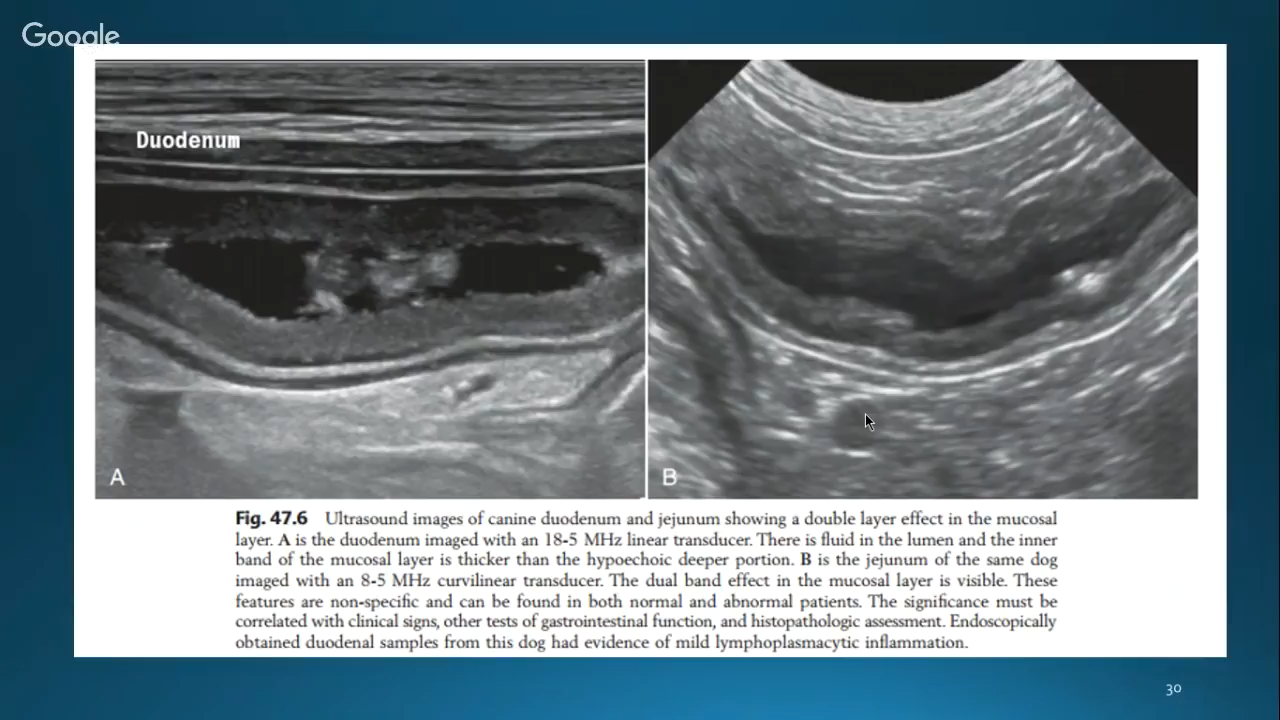 Google
Duodenum
A
B
Fig. 47.6 Ultrasound images of canine duodenum and jejunum showing a double layer effect in the mucosal
layer. A is the duodenum imaged with an 18-5 MHz linear transducer. There is fluid in the lumen and the inner
band of the mucosal layer is thicker than the hypoechoic deeper portion. B is the jejunum of the same dog
imaged with an 8-5 MHz curvilinear transducer. The dual band effect in the mucosal layer is visible. These
features are non-specific and can be found in both normal and abnormal patients. The significance must be
correlated with clinical signs, other tests of gastrointestinal function, and histopathologic assessment. Endoscopically
obtained duodenal samples from this dog had evidence of mild lymphoplasmacytic inflammation.
30